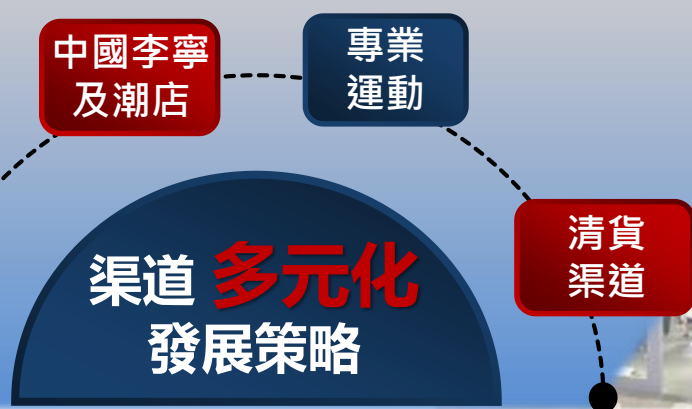 中國李寧
及潮店
專業
運動
清貨
渠道
渠道 多元化
發展策略